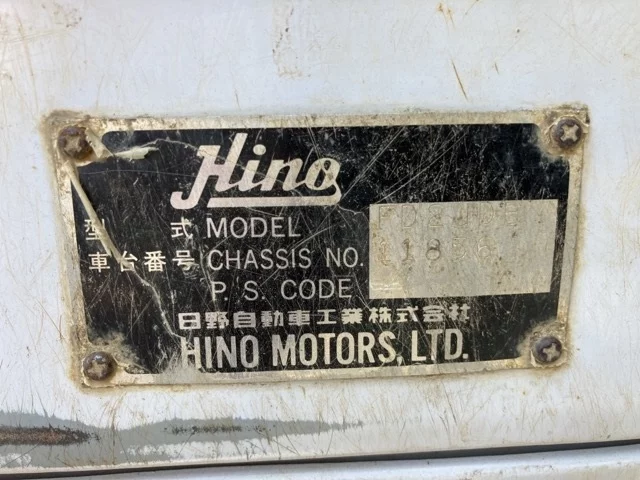 Hino
型 式 MODEL
車台番号 CHASSIS NO.
P. S. CODE
日野自動車工業株式会社
HINO MOTORS, LTD.